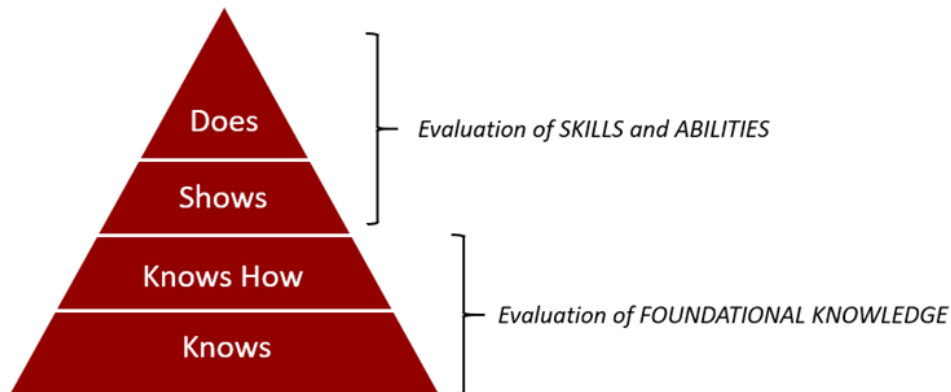 Does
Evaluation of SKILLS and ABILITIES
Shows
Knows How
Evaluation of FOUNDATIONAL KNOWLEDGE
Knows